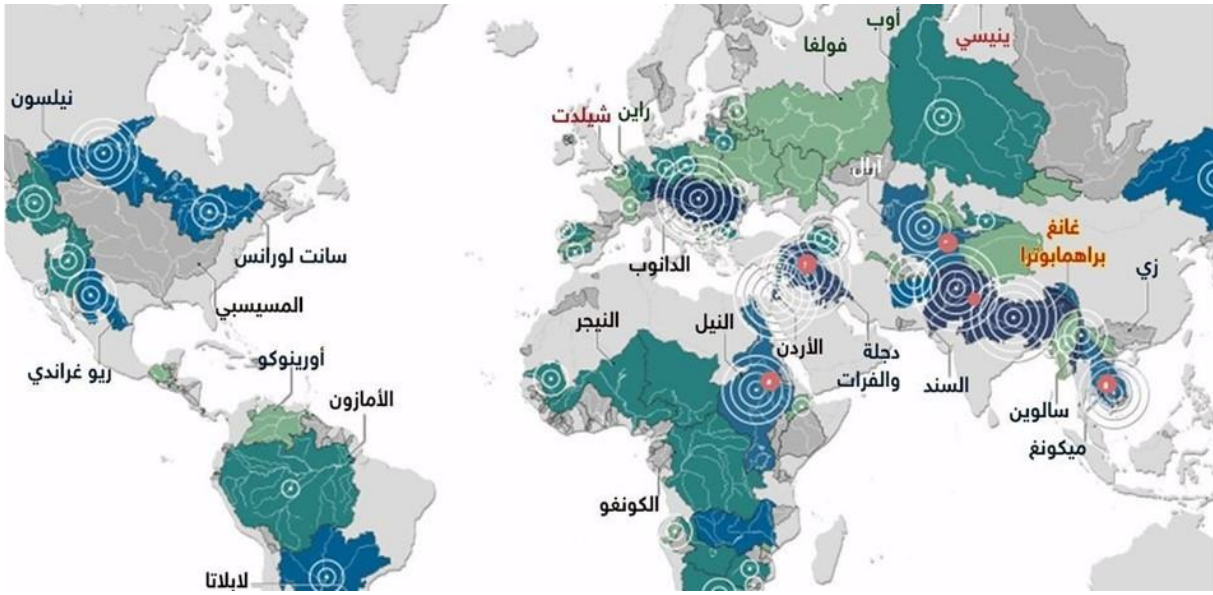 أوب
ينيسي
فولغا
نيلسون
راين
شيلدت
آرال
غانغ
براهمابوترا
سانت لورانس
الدانوب
زي
المسيسبي
النيجر
النيل
الأردن
دجلة
والفرات
أورينوكو
ريو غراندي
السند
سالوين
الأمازون
ميكونغ
الكونغو
لابلاتا